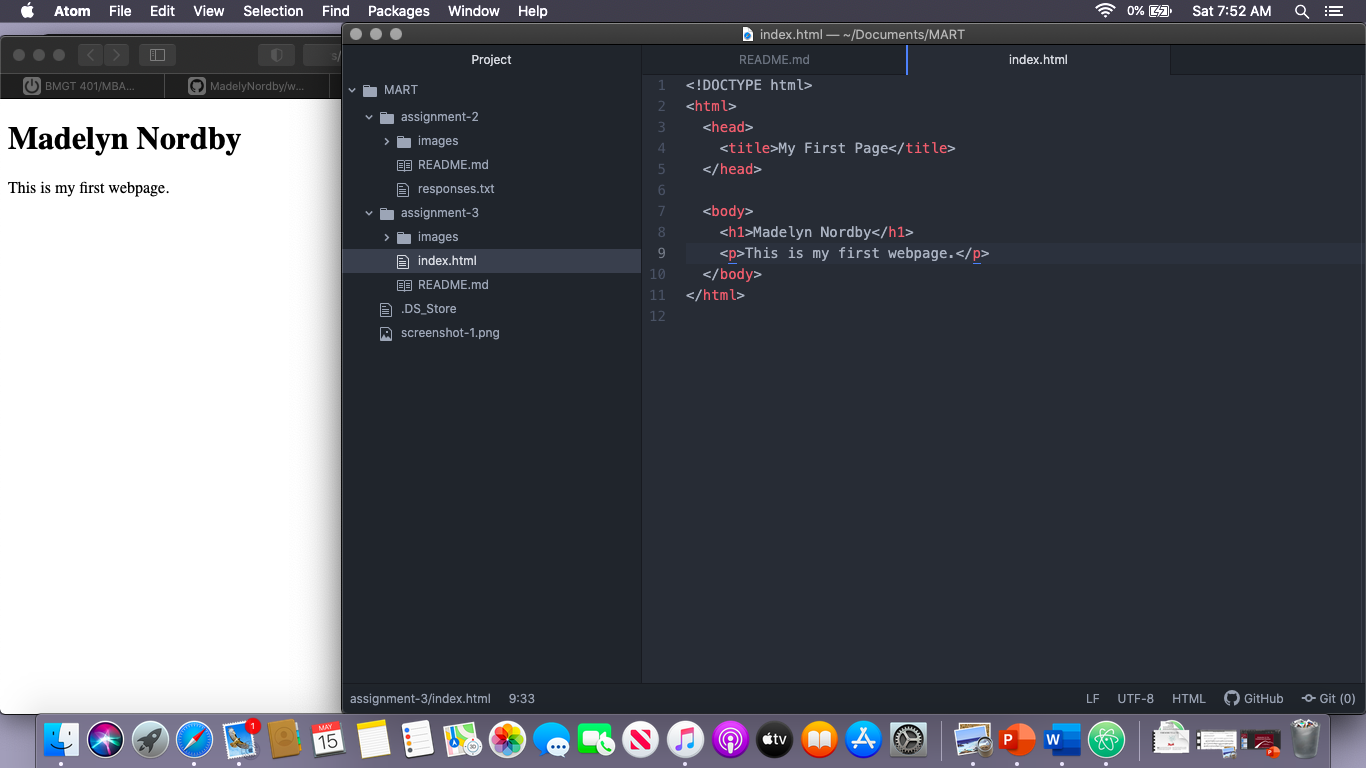 Atom File Edit View Selection Find Packages Window Help 0% Sat 7:52 AM
index.html — ~/Documents/MART
s/
BMGT 401/MBA... MadelyNordby/w...
Madelyn Nordby
This is my first webpage.
Project
MART
assignment-2
images
README.md
responses.txt
assignment-3
images
index.html
README.md
.DS_Store
screenshot-1.png
README.md index.html
1 <!DOCTYPE html>
2 <html>
3 <head>
4 <title>My First Page</title>
5 </head>
6
7 <body>
8 <h1>Madelyn Nordby</h1>
9 <p>This is my first webpage.</p>
10 </body>
11 </html>
12
assignment-3/index.html 9:33 LF UTF-8 HTML GitHub Git (0)
1
MAY
15
3D
tv
P
W